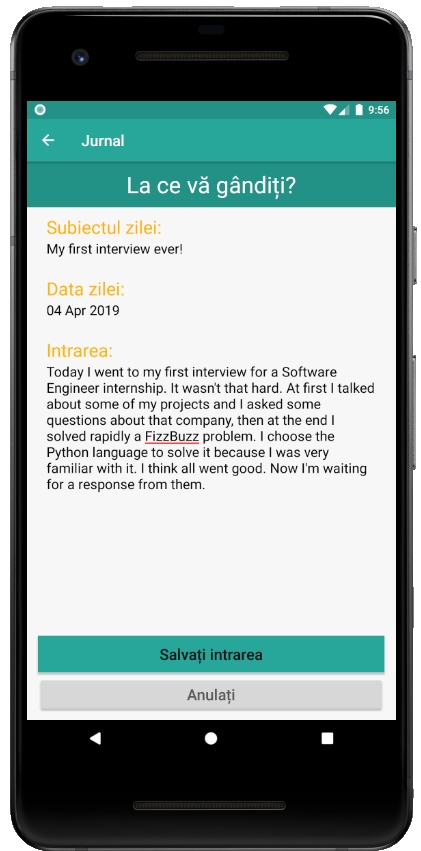 9:56
Jurnal
La ce vă gândiți?
Subiectul zilei:
My first interview ever!
Data zilei:
04 Apr 2019
Intrarea:
Today I went to my first interview for a Software
Engineer internship. It wasn't that hard. At first I talked
about some of my projects and I asked some
questions about that company, then at the end I
solved rapidly a FizzBuzz problem. I choose the
Python language to solve it because I was very
familiar with it. I think all went good. Now I'm waiting
for a response from them.
Salvați intrarea
Anulați